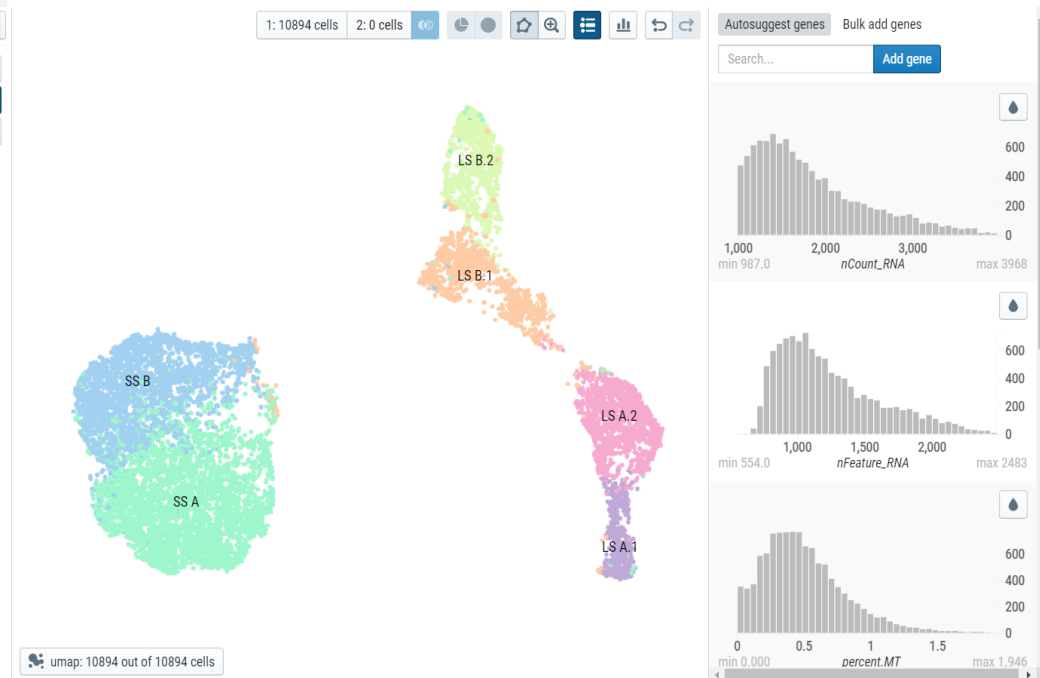 1: 10894 cells 2: 0 cells
Autosuggest genes Bulk add genes
Search... Add gene
LS B.2
LS B.1
SS B
LS A.2
SS A
LS A.1
umap: 10894 out of 10894 cells
600
400
200
0
1,000 2,000 3,000
min 987.0 nCount_RNA max 3968
600
400
200
0
1,000 1,500 2,000
min 554.0 nFeature_RNA max 2483
600
400
200
0
0 0.5 1 1.5
min 0.000 percent.MT max 1.946